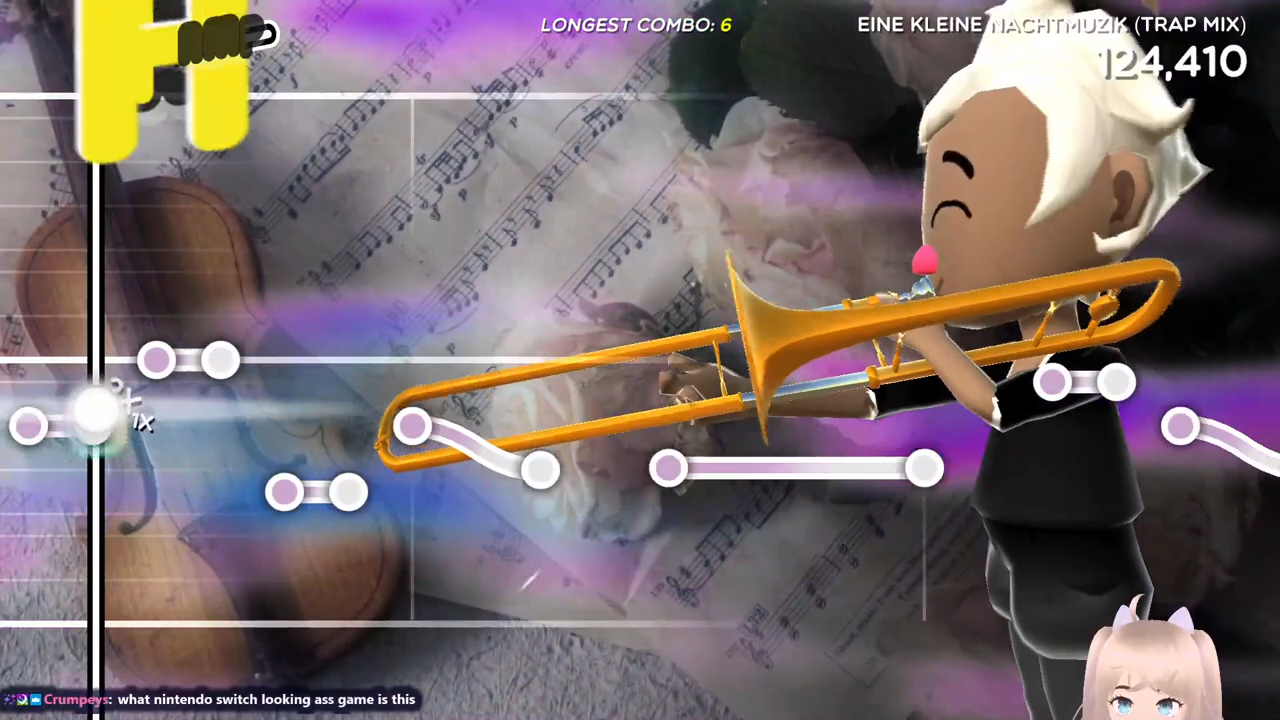 LONGEST COMBO: 6
EINE KLEINE NACHTMUZIK (TRAP MIX)
124,410
1X
Crumpeys: what nintendo switch looking ass game is this